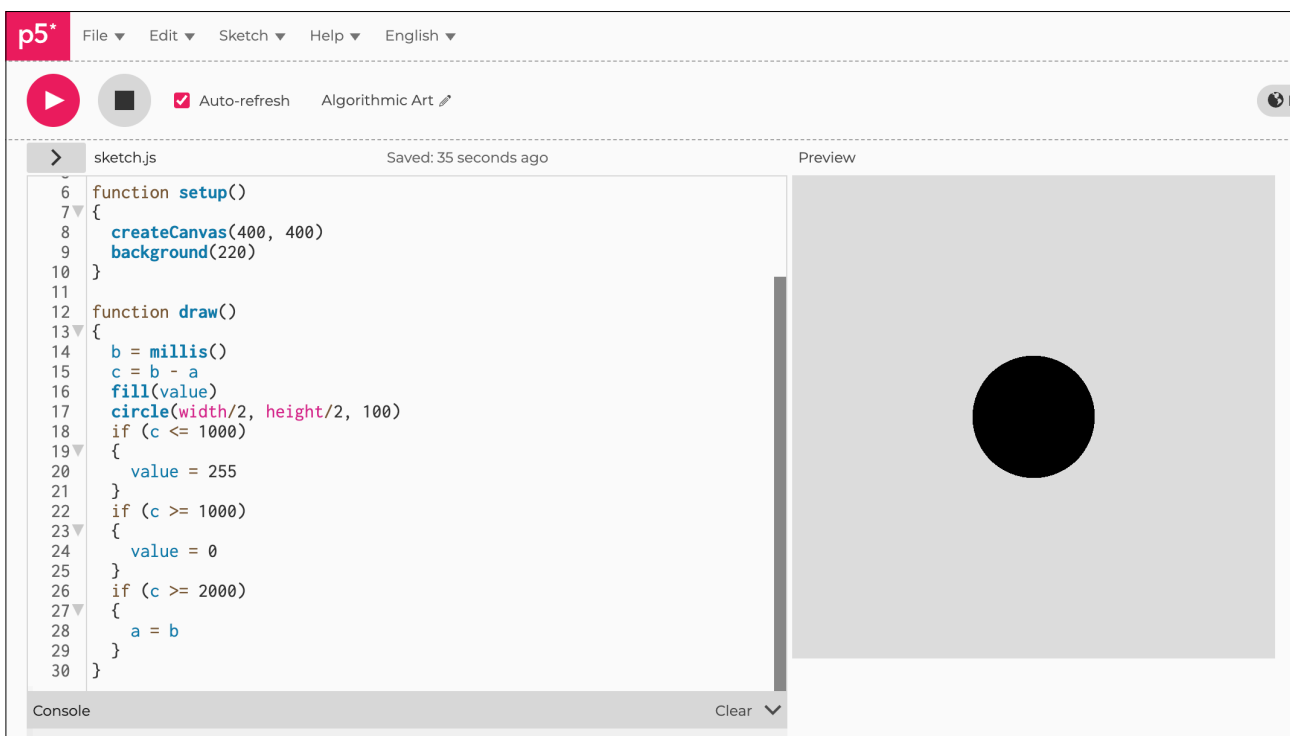 p5*
File Edit Sketch Help English
Auto-refresh Algorithmic Art
sketch.js Saved: 35 seconds ago Preview
6 function setup()
7 {
8 createCanvas(400, 400)
9 background(220)
10 }
11
12 function draw()
13 {
14 b = millis()
15 c = b - a
16 fill(value)
17 circle(width/2, height/2, 100)
18 if (c <= 1000)
19 {
20 value = 255
21 }
22 if (c >= 1000)
23 {
24 value = 0
25 }
26 if (c >= 2000)
27 {
28 a = b
29 }
30 }
Console Clear